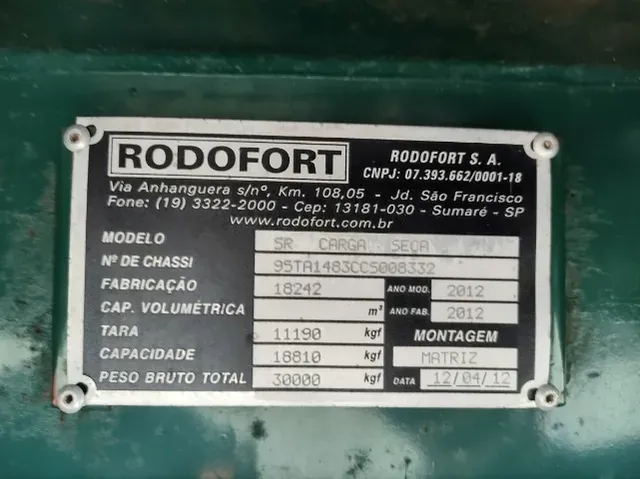 RODOFORT
RODOFORT S. A.
CNPJ: 07.393.662/0001-18
Via Anhanguera s/nº, Km. 108,05 - Jd. São Francisco
Fone: (19) 3322-2000 - Cep: 13181-030 - Sumaré - SP
www.rodofort.com.br
MODELO SR CARGA SECA
Nº DE CHASSI 95TA1483CCS008332
FABRICAÇÃO 18242 ANO MOD. 2012
CAP. VOLUMÉTRICA m³ ANO FAB. 2012
TARA 11190 kgf MONTAGEM
CAPACIDADE 18810 kgf MATRIZ
PESO BRUTO TOTAL 30000 kgf DATA 12/04/12